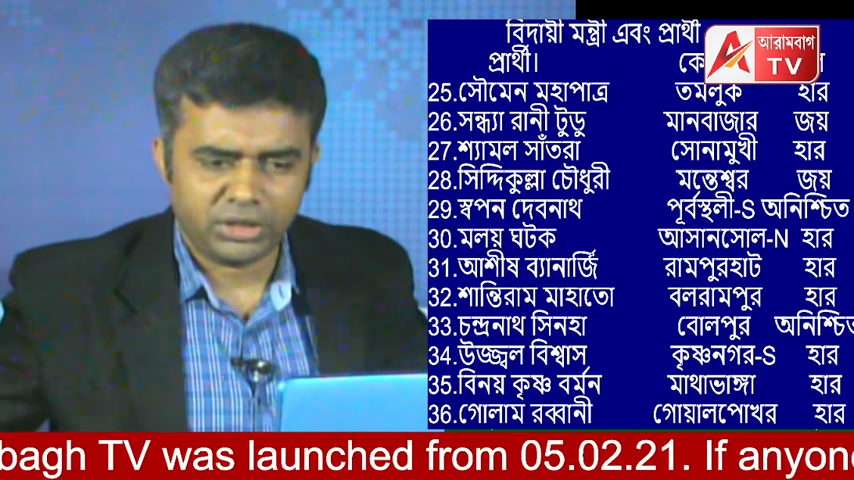 বিদায়ী মন্ত্রী এবং প্রার্থী
প্রার্থী।
আরামবাগ
TV
25.সৌমেন মহাপাত্র তমলুক হার
26.সন্ধ্যা রানী টুডু মানবাজার জয়
27.শ্যামল সাঁতরা সোনামুখী হার
28.সিদ্দিকুল্লা চৌধুরী মন্তেশ্বর জয়
29.স্বপন দেবনাথ পূর্বস্থলী-S অনিশ্চিত
30.মলয় ঘটক আসানসোল-N হার
31.আশীষ ব্যানার্জি রামপুরহাট হার
32.শান্তিরাম মাহাতো বলরামপুর হার
33.চন্দ্রনাথ সিনহা বোলপুর অনিশ্চিত
34.উজ্জ্বল বিশ্বাস কৃষ্ণনগর-S হার
35.বিনয় কৃষ্ণ বর্মন মাথাভাঙ্গা হার
36.গোলাম রব্বানী গোয়ালপোখর হার
bagh TV was launched from 05.02.21. If anyone